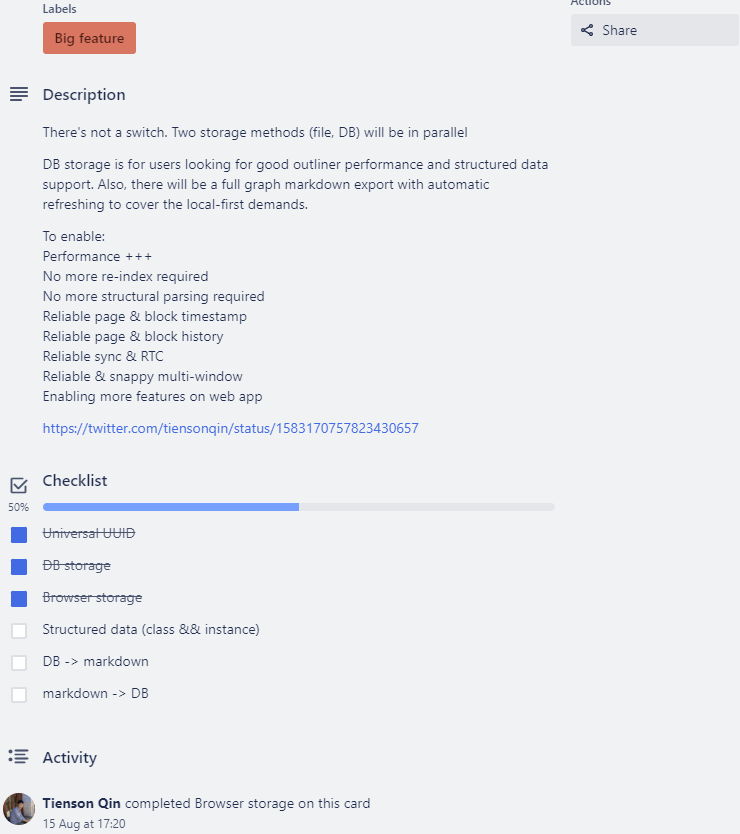 Labels
Actions
Big feature
Share
Description
There's not a switch. Two storage methods (file, DB) will be in parallel
DB storage is for users looking for good outliner performance and structured data
support. Also, there will be a full graph markdown export with automatic
refreshing to cover the local-first demands.
To enable:
Performance +++
No more re-index required
No more structural parsing required
Reliable page & block timestamp
Reliable page & block history
Reliable sync & RTC
Reliable & snappy multi-window
Enabling more features on web app
https://twitter.com/tiensonqin/status/1583170757823430657
Checklist
50%
Universal UUID
DB storage
Browser storage
Structured data (class && instance)
DB -> markdown
markdown -> DB
Activity
Tienson Qin completed Browser storage on this card
15 Aug at 17:20